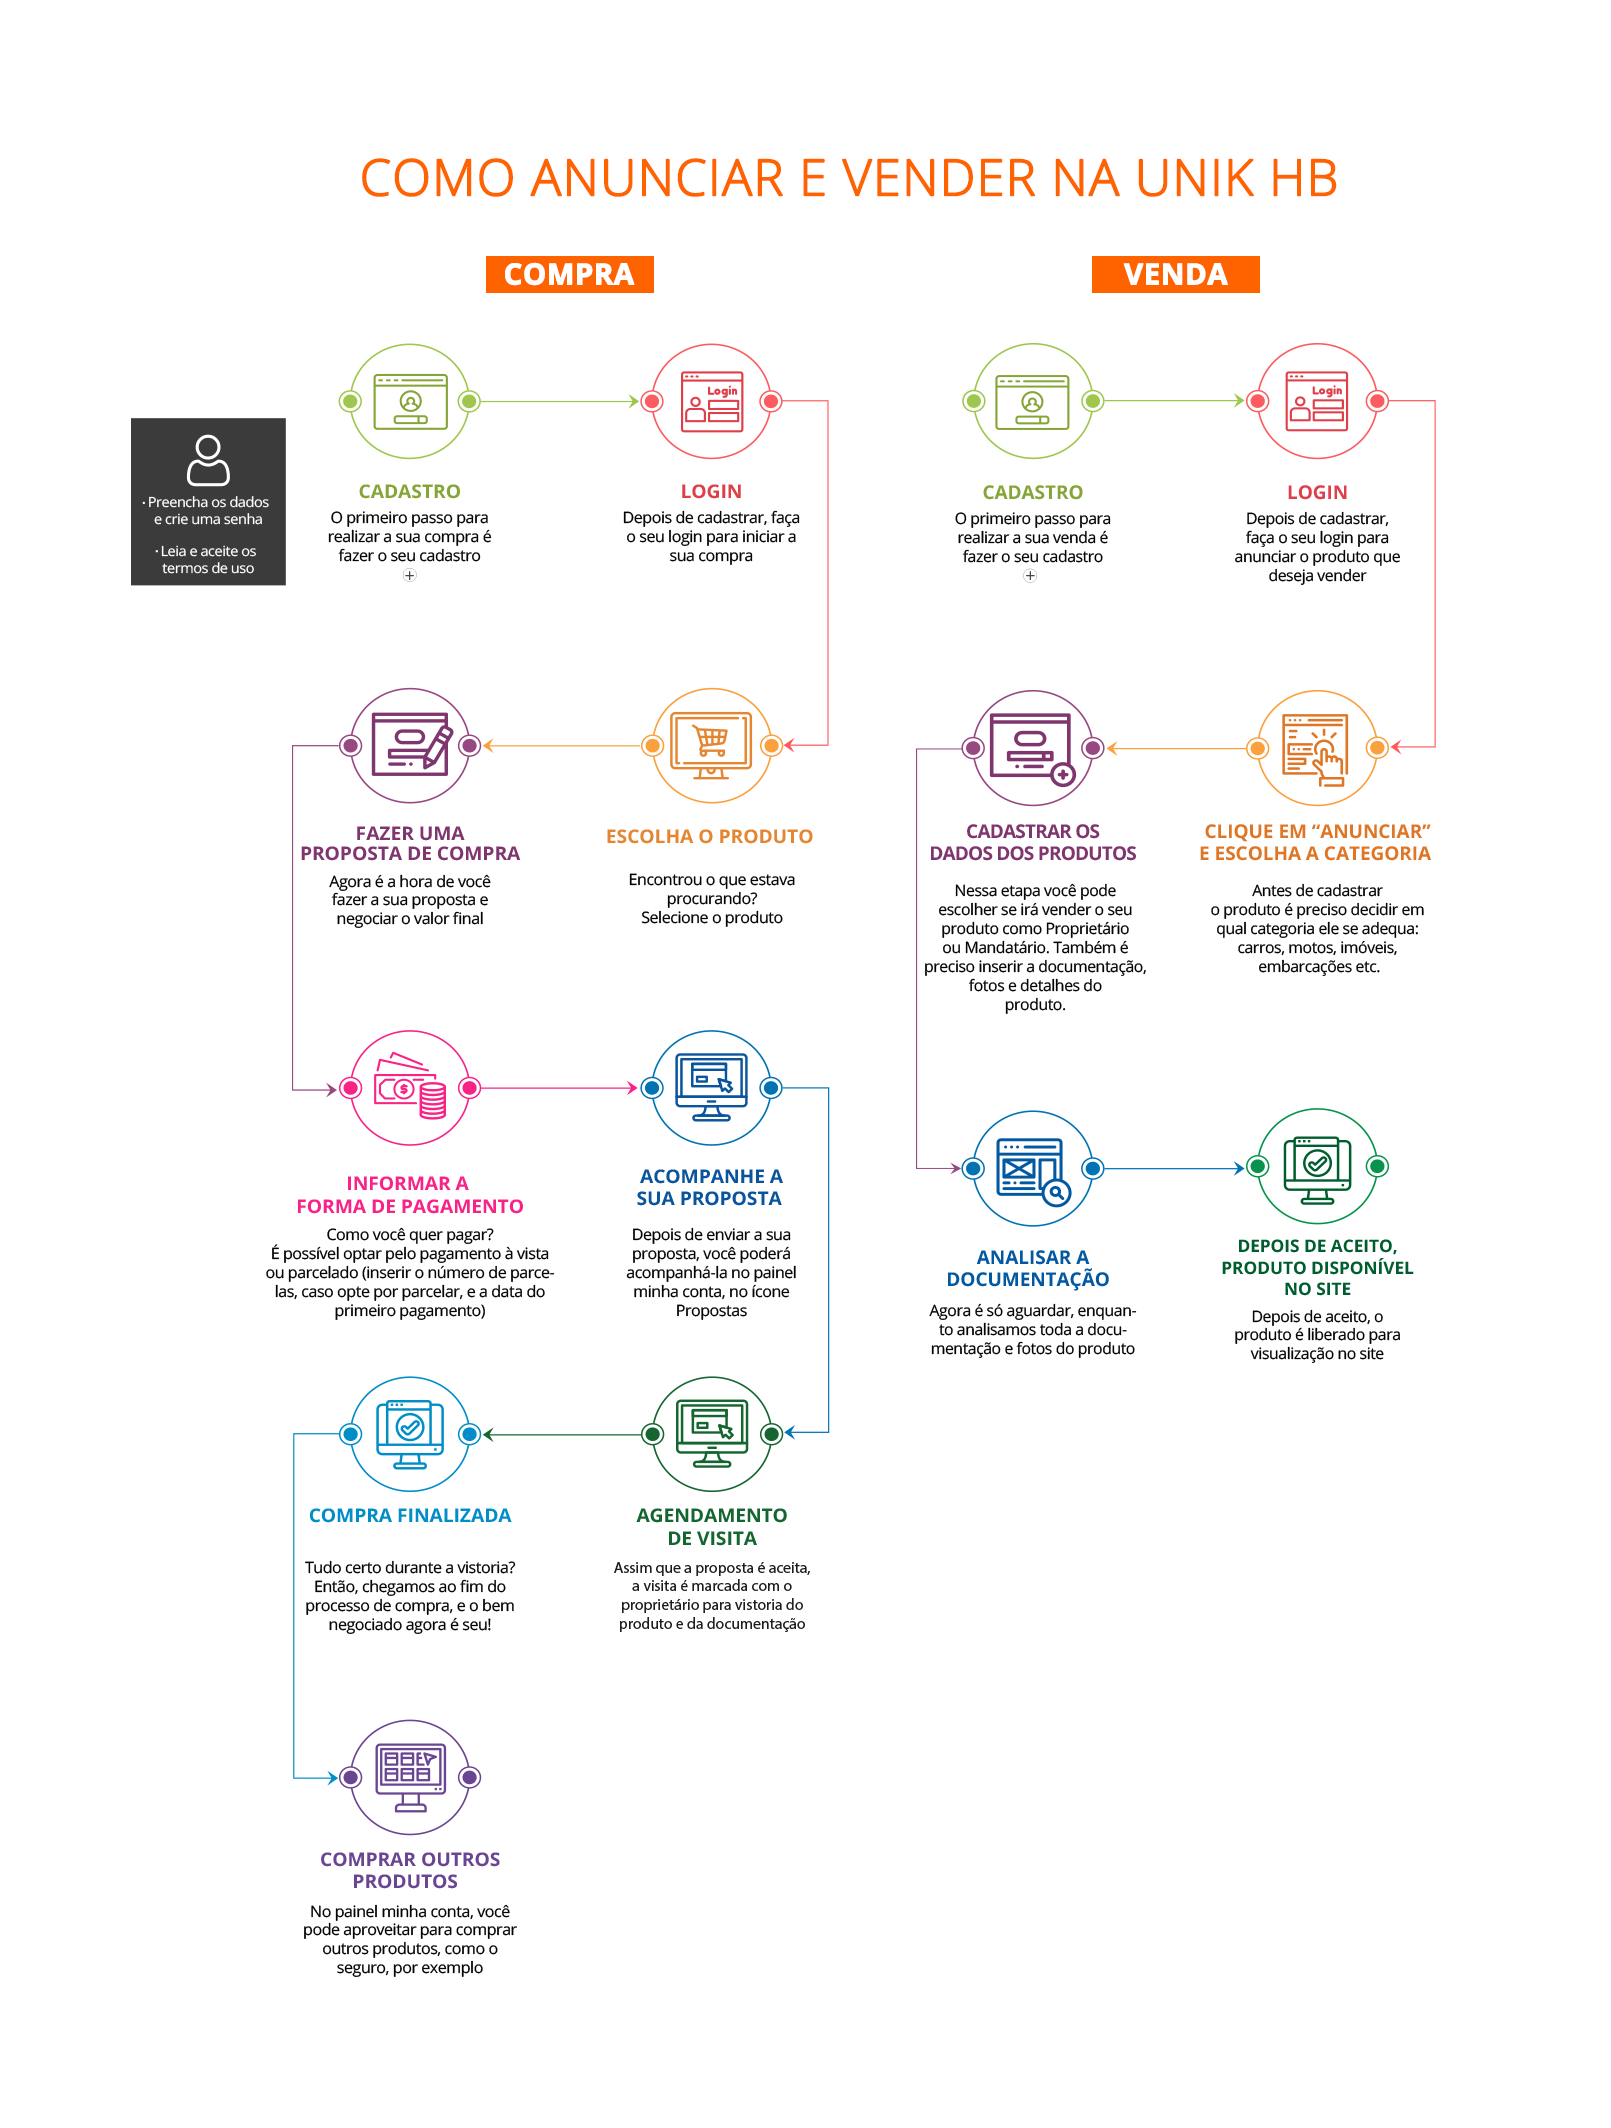 COMO ANUNCIAR E VENDER NA UNIK HB
COMPRA
· Preencha os dados
e crie uma senha
· Leia e aceite os
termos de uso
CADASTRO
O primeiro passo para
realizar a sua compra é
fazer o seu cadastro
Login
LOGIN
Depois de cadastrar, faça
o seu login para iniciar a
sua compra
ESCOLHA O PRODUTO
Encontrou o que estava
procurando?
Selecione o produto
FAZER UMA
PROPOSTA DE COMPRA
Agora é a hora de você
fazer a sua proposta e
negociar o valor final
INFORMAR A
FORMA DE PAGAMENTO
Como você quer pagar?
É possível optar pelo pagamento à vista
ou parcelado (inserir o número de parce-
las, caso opte por parcelar, e a data do
primeiro pagamento)
ACOMPANHE A
SUA PROPOSTA
Depois de enviar a sua
proposta, você poderá
acompanhá-la no painel
minha conta, no ícone
Propostas
AGENDAMENTO
DE VISITA
Assim que a proposta é aceita,
a visita é marcada com o
proprietário para vistoria do
produto e da documentação
COMPRA FINALIZADA
Tudo certo durante a vistoria?
Então, chegamos ao fim do
processo de compra, e o bem
negociado agora é seu!
COMPRAR OUTROS
PRODUTOS
No painel minha conta, você
pode aproveitar para comprar
outros produtos, como o
seguro, por exemplo
VENDA
CADASTRO
O primeiro passo para
realizar a sua venda é
fazer o seu cadastro
Login
LOGIN
Depois de cadastrar,
faça o seu login para
anunciar o produto que
deseja vender
CLIQUE EM “ANUNCIAR”
E ESCOLHA A CATEGORIA
Antes de cadastrar
o produto é preciso decidir em
qual categoria ele se adequa:
carros, motos, imóveis,
embarcações etc.
CADASTRAR OS
DADOS DOS PRODUTOS
Nessa etapa você pode
escolher se irá vender o seu
produto como Proprietário
ou Mandatário. Também é
preciso inserir a documentação,
fotos e detalhes do
produto.
ANALISAR A
DOCUMENTAÇÃO
Agora é só aguardar, enquan-
to analisamos toda a docu-
mentação e fotos do produto
DEPOIS DE ACEITO,
PRODUTO DISPONÍVEL
NO SITE
Depois de aceito, o
produto é liberado para
visualização no site